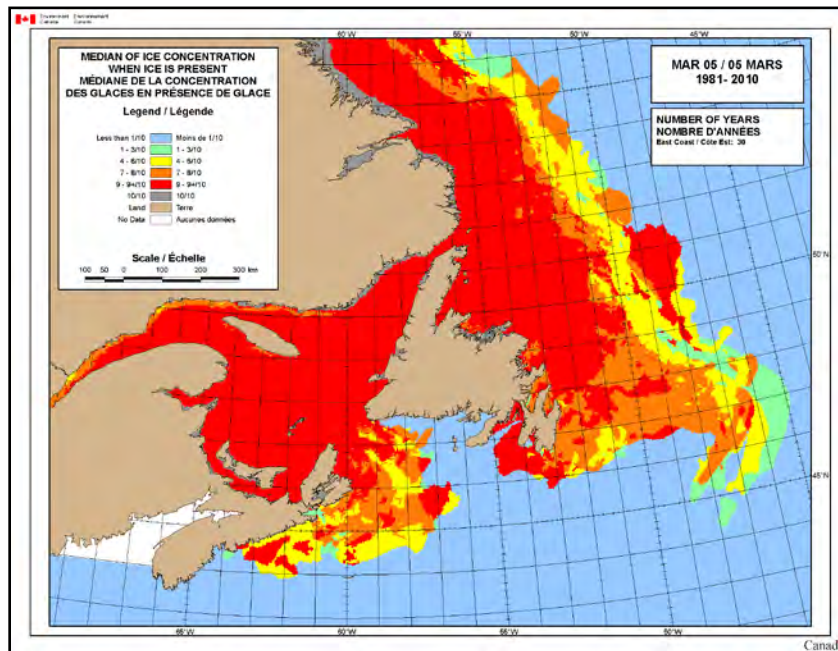 Government Gouvernement
Canada Canada
MEDIAN OF ICE CONCENTRATION
WHEN ICE IS PRESENT
MÉDIANE DE LA CONCENTRATION
DES GLACES EN PRÉSENCE DE GLACE
Legend / Légende
Less than 1/10 Moins de 1/10
1 - 3/10 1 - 3/10
4 - 6/10 4 - 6/10
7 - 8/10 7 - 8/10
9 - 9+/10 9 - 9+/10
10/10 10/10
Land Terre
No Data Aucunes données
Scale / Échelle
100 50 0 100 200 300 km
MAR 05 / 05 MARS
1981- 2010
NUMBER OF YEARS
NOMBRE D'ANNÉES
East Coast / Côte Est: 30
60°W 55°W 50°W 45°W
50°N
45°N
65°W 60°W 55°W 50°W
Canad